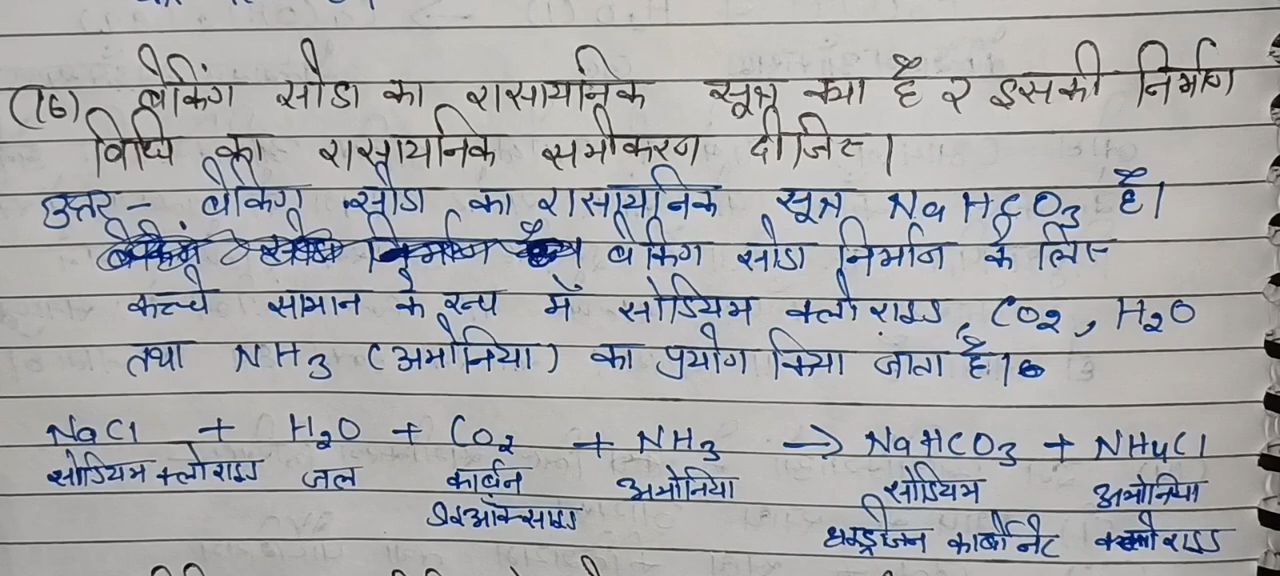 (16) बेकिंग सोडा का रासायनिक सूत्र क्या है ? इसकी निर्माण
विधि का रासायनिक समीकरण दीजिए।
उत्तर - बेकिंग सोडा का रासायनिक सूत्र NaHCO3 है।
बेकिंग सोडा निर्माण के लिए
कच्चे सामान के रूप में सोडियम क्लोराइड, CO2, H2O
तथा NH3 (अमोनिया) का प्रयोग किया जाता है।
NaCl + H2O + CO2 + NH3 → NaHCO3 + NH4Cl
सोडियम क्लोराइड जल कार्बन अमोनिया सोडियम अमोनिया
डाइऑक्साइड हाइड्रोजन कार्बोनेट क्लोराइड